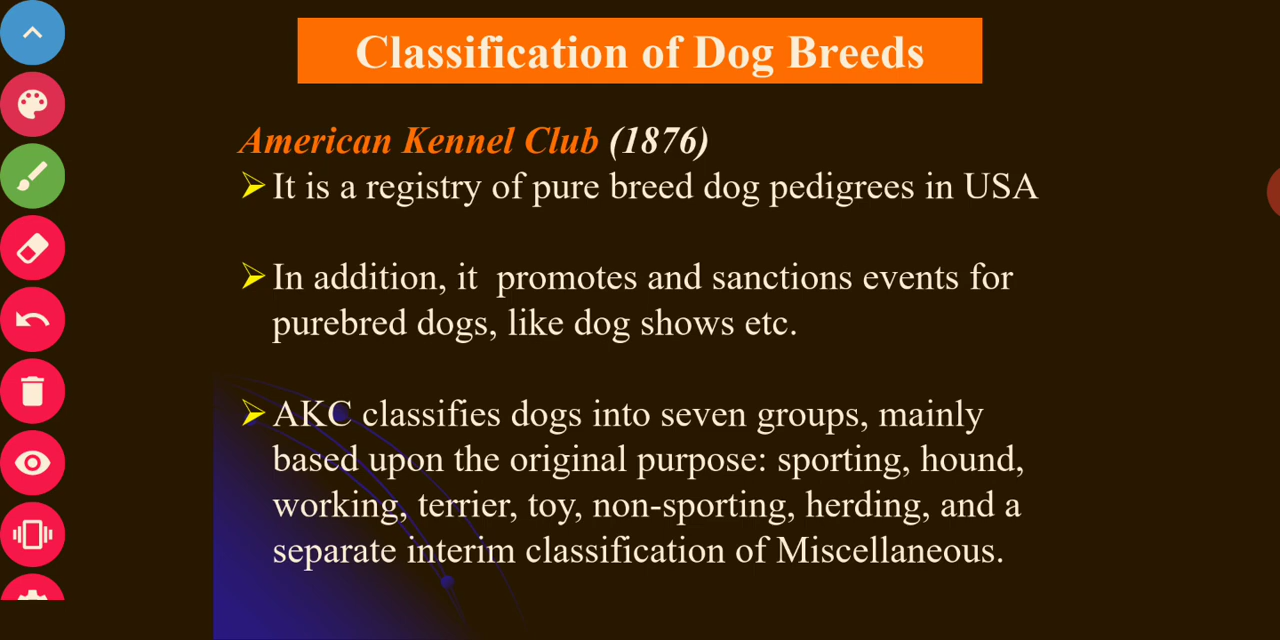 Classification of Dog Breeds
American Kennel Club (1876)
It is a registry of pure breed dog pedigrees in USA
In addition, it promotes and sanctions events for
purebred dogs, like dog shows etc.
AKC classifies dogs into seven groups, mainly
based upon the original purpose: sporting, hound,
working, terrier, toy, non-sporting, herding, and a
separate interim classification of Miscellaneous.